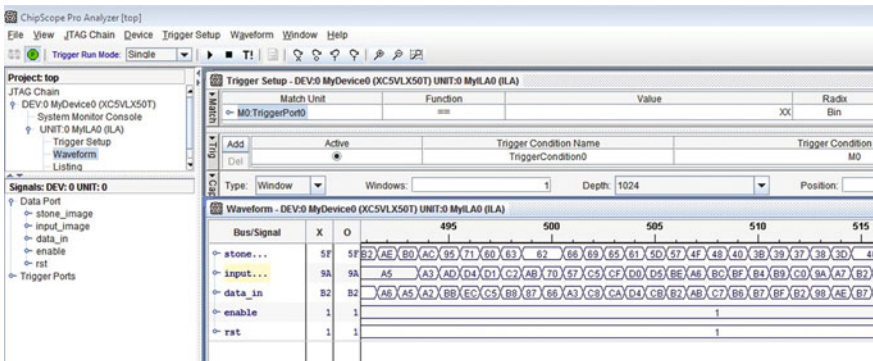 ChipScope Pro Analyzer [top]
File View JTAG Chain Device Trigger Setup Waveform Window Help
Trigger Run Mode: Single T!
Project: top
JTAG Chain
DEV:0 MyDevice0 (XC5VLX50T)
System Monitor Console
UNIT:0 MyILA0 (ILA)
Trigger Setup
Waveform
Listing
Signals: DEV: 0 UNIT: 0
Data Port
stone_image
input_image
data_in
enable
rst
Trigger Ports
Trigger Setup - DEV:0 MyDevice0 (XC5VLX50T) UNIT:0 MyILA0 (ILA)
Match
Match Unit Function Value Radix
M0:TriggerPort0 == XX Bin
Trig
Add Active Trigger Condition Name Trigger Condition
Del TriggerCondition0 M0
Cap
Type: Window Windows: 1 Depth: 1024 Position:
Waveform - DEV:0 MyDevice0 (XC5VLX50T) UNIT:0 MyILA0 (ILA)
Bus/Signal X O 495 500 505 510 515
stone... 5F 5F B2 AE B0 AC 95 71 60 63 62 66 69 65 61 5D 57 4F 48 40 3B 39 37 38 3D
input... 9A 9A A5 A3 AD D4 D1 C2 AB 70 57 C5 CF D0 D5 BE A6 BC BF B4 B9 C0 9A A7 B2
data_in B2 B2 A6 A5 A2 BB EC C5 B8 87 66 A3 C8 CA D4 CB B2 AB C7 B6 B7 BF B2 98 AE B7
enable 1 1 1
rst 1 1 1